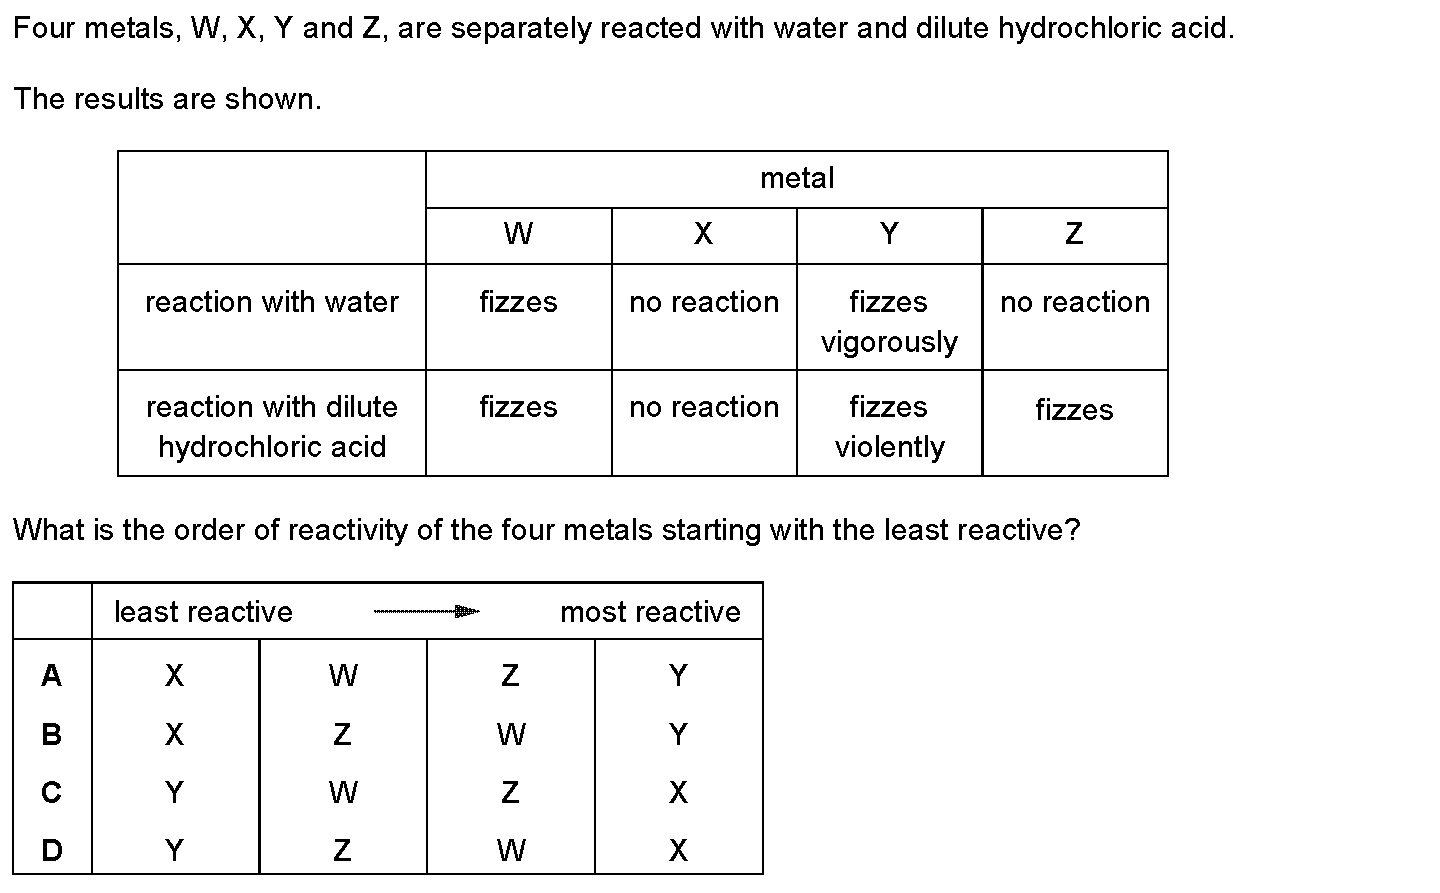 Four metals, W, X, Y and Z, are separately reacted with water and dilute hydrochloric acid.
The results are shown.
metal
W X Y Z
reaction with water fizzes no reaction fizzes no reaction
vigorously
reaction with dilute fizzes no reaction fizzes fizzes
hydrochloric acid violently
What is the order of reactivity of the four metals starting with the least reactive?
least reactive most reactive
A X W Z Y
B X Z W Y
C Y W Z X
D Y Z W X